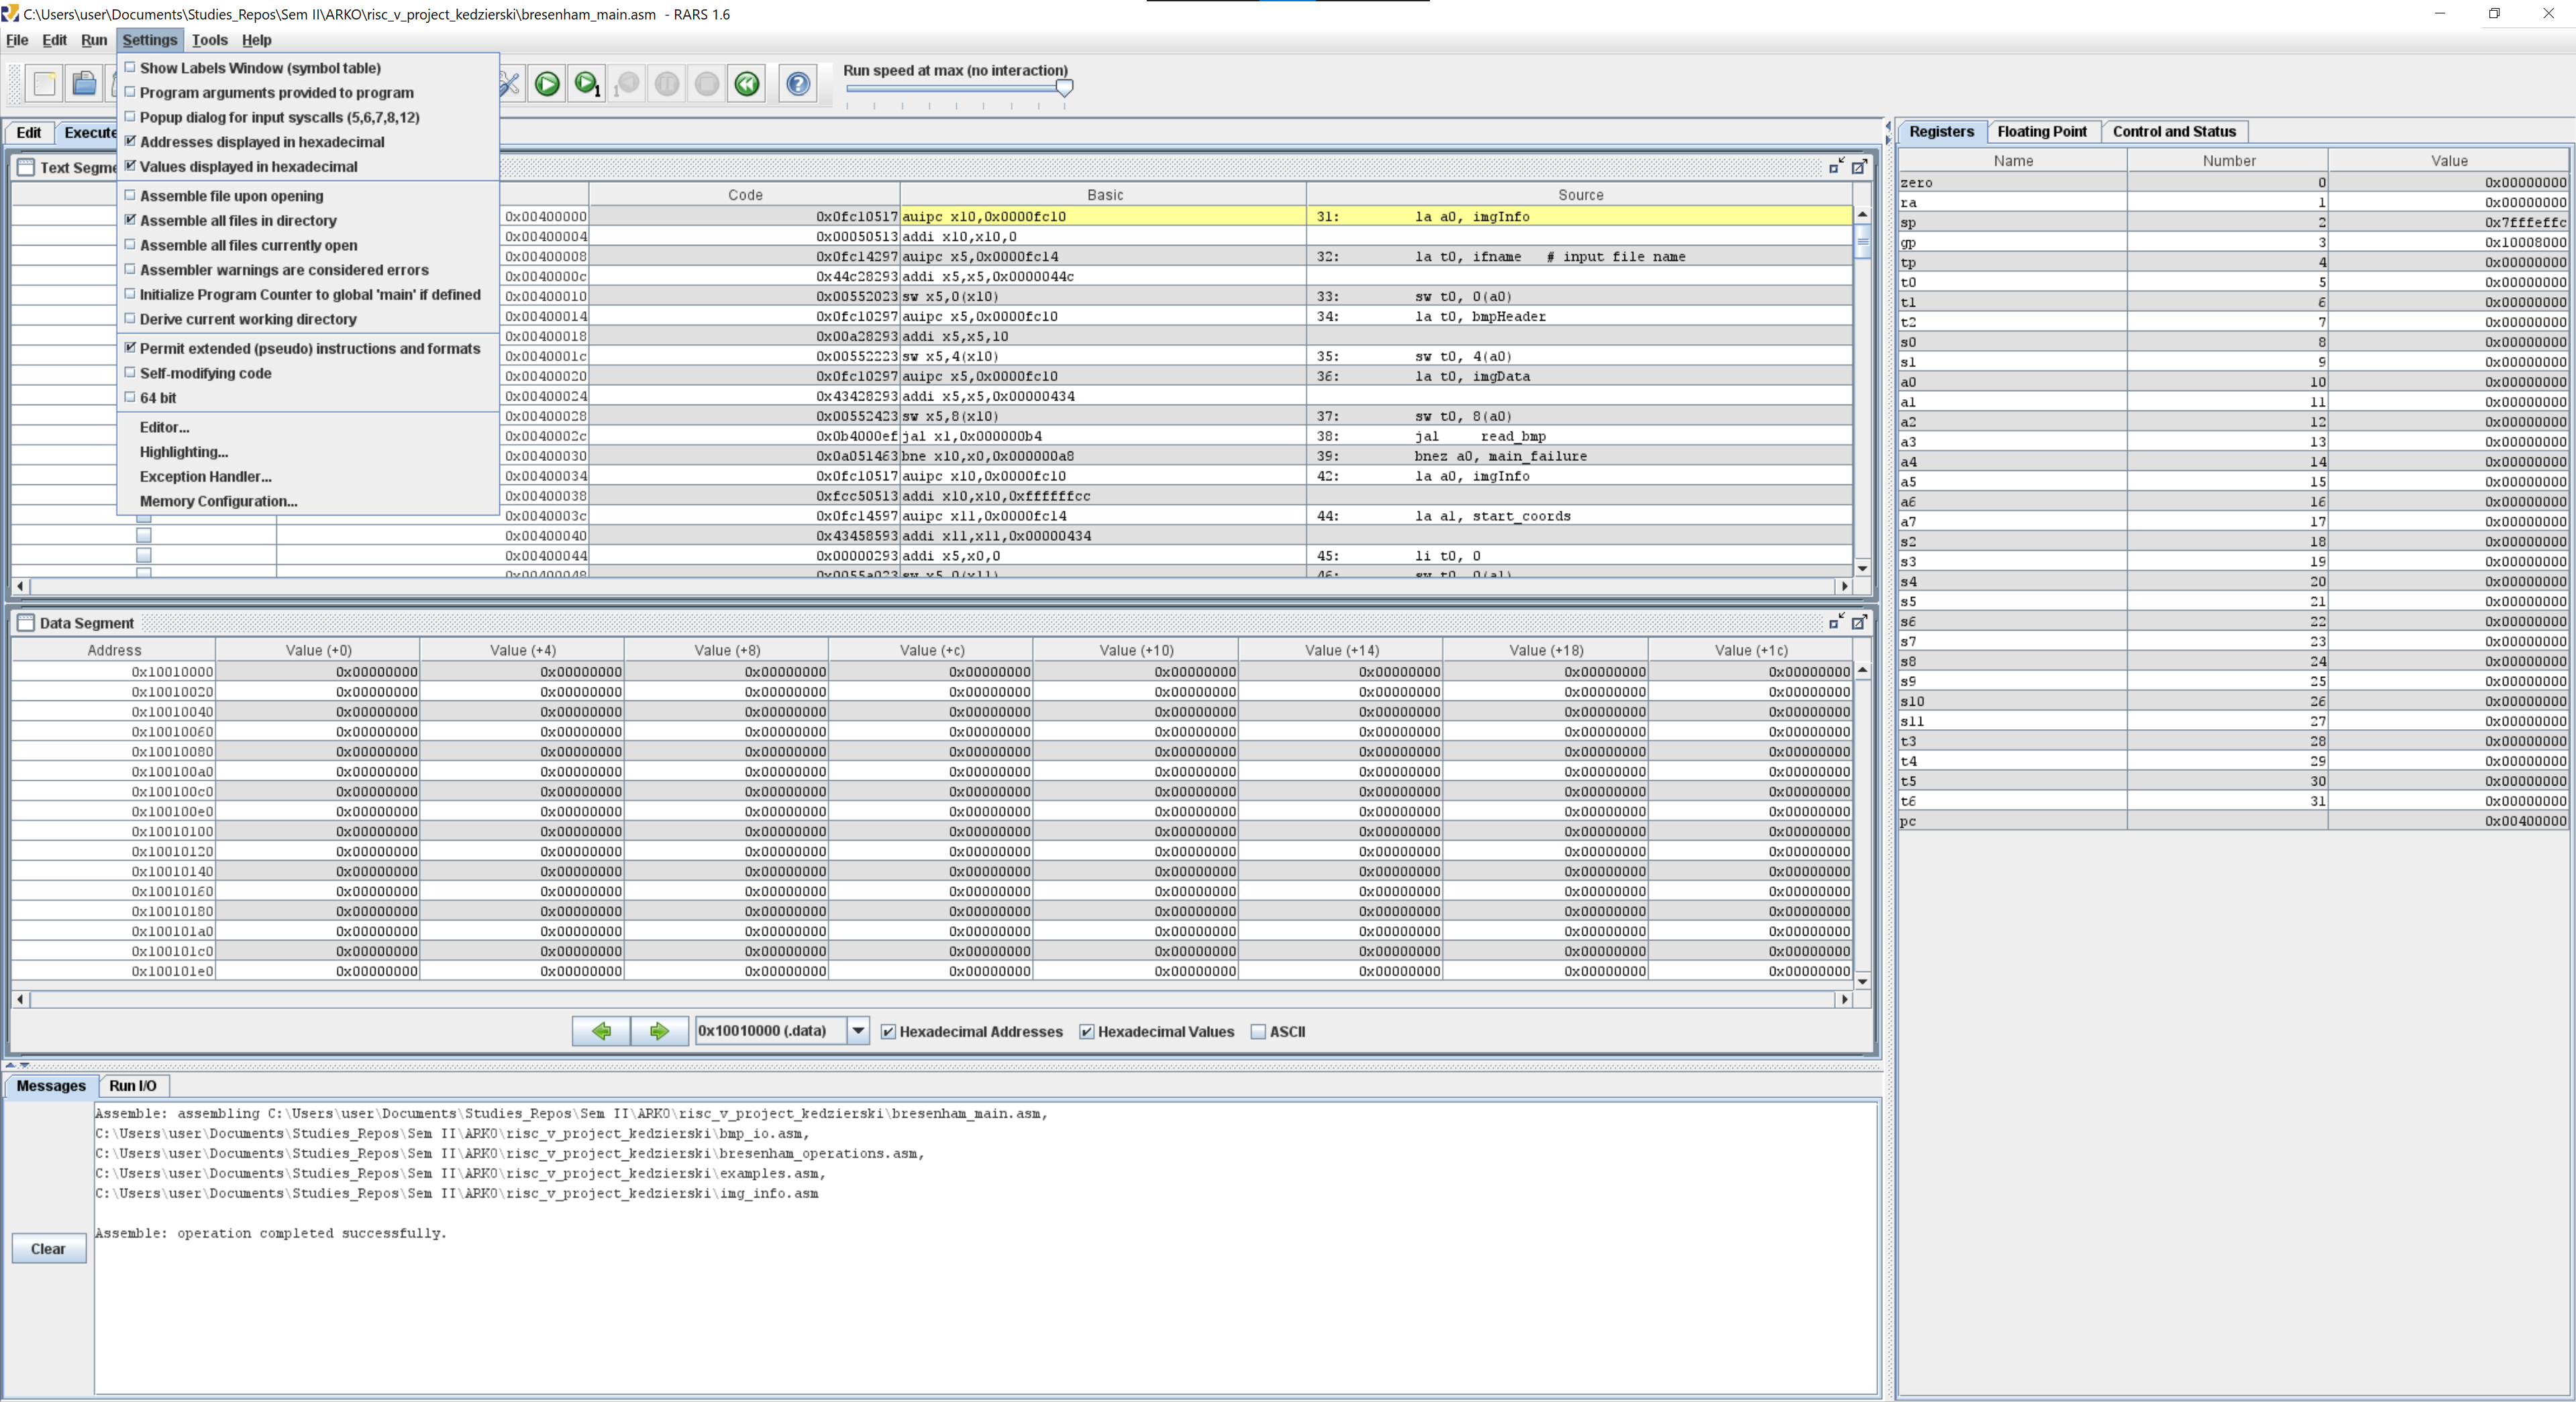 C:\Users\user\Documents\Studies_Repos\Sem II\ARKO\risc_v_project_kedzierski\bresenham_main.asm - RARS 1.6
File Edit Run Settings Tools Help
Show Labels Window (symbol table)
Program arguments provided to program
Popup dialog for input syscalls (5,6,7,8,12)
Addresses displayed in hexadecimal
Values displayed in hexadecimal
Assemble file upon opening
Assemble all files in directory
Assemble all files currently open
Assembler warnings are considered errors
Initialize Program Counter to global 'main' if defined
Derive current working directory
Permit extended (pseudo) instructions and formats
Self-modifying code
64 bit
Editor...
Highlighting...
Exception Handler...
Memory Configuration...
Run speed at max (no interaction)
Edit Execute
Text Segme
Code Basic Source
0x00400000 0x0fc10517 auipc x10,0x0000fc10 31: la a0, imgInfo
0x00400004 0x00050513 addi x10,x10,0
0x00400008 0x0fc14297 auipc x5,0x0000fc14 32: la t0, ifname # input file name
0x0040000c 0x44c28293 addi x5,x5,0x0000044c
0x00400010 0x00552023 sw x5,0(x10) 33: sw t0, 0(a0)
0x00400014 0x0fc10297 auipc x5,0x0000fc10 34: la t0, bmpHeader
0x00400018 0x00a28293 addi x5,x5,10
0x0040001c 0x00552223 sw x5,4(x10) 35: sw t0, 4(a0)
0x00400020 0x0fc10297 auipc x5,0x0000fc10 36: la t0, imgData
0x00400024 0x43428293 addi x5,x5,0x00000434
0x00400028 0x00552423 sw x5,8(x10) 37: sw t0, 8(a0)
0x0040002c 0x0b4000ef jal x1,0x000000b4 38: jal read_bmp
0x00400030 0x0a051463 bne x10,x0,0x000000a8 39: bnez a0, main_failure
0x00400034 0x0fc10517 auipc x10,0x0000fc10 42: la a0, imgInfo
0x00400038 0xfcc50513 addi x10,x10,0xffffffcc
0x0040003c 0x0fc14597 auipc x11,0x0000fc14 44: la a1, start_coords
0x00400040 0x43458593 addi x11,x11,0x00000434
0x00400044 0x00000293 addi x5,x0,0 45: li t0, 0
0x00400048 0x0055a023 sw x5,0(x11) 46: sw t0, 0(a1)
Data Segment
Address Value (+0) Value (+4) Value (+8) Value (+c) Value (+10) Value (+14) Value (+18) Value (+1c)
0x10010000 0x00000000 0x00000000 0x00000000 0x00000000 0x00000000 0x00000000 0x00000000 0x00000000
0x10010020 0x00000000 0x00000000 0x00000000 0x00000000 0x00000000 0x00000000 0x00000000 0x00000000
0x10010040 0x00000000 0x00000000 0x00000000 0x00000000 0x00000000 0x00000000 0x00000000 0x00000000
0x10010060 0x00000000 0x00000000 0x00000000 0x00000000 0x00000000 0x00000000 0x00000000 0x00000000
0x10010080 0x00000000 0x00000000 0x00000000 0x00000000 0x00000000 0x00000000 0x00000000 0x00000000
0x100100a0 0x00000000 0x00000000 0x00000000 0x00000000 0x00000000 0x00000000 0x00000000 0x00000000
0x100100c0 0x00000000 0x00000000 0x00000000 0x00000000 0x00000000 0x00000000 0x00000000 0x00000000
0x100100e0 0x00000000 0x00000000 0x00000000 0x00000000 0x00000000 0x00000000 0x00000000 0x00000000
0x10010100 0x00000000 0x00000000 0x00000000 0x00000000 0x00000000 0x00000000 0x00000000 0x00000000
0x10010120 0x00000000 0x00000000 0x00000000 0x00000000 0x00000000 0x00000000 0x00000000 0x00000000
0x10010140 0x00000000 0x00000000 0x00000000 0x00000000 0x00000000 0x00000000 0x00000000 0x00000000
0x10010160 0x00000000 0x00000000 0x00000000 0x00000000 0x00000000 0x00000000 0x00000000 0x00000000
0x10010180 0x00000000 0x00000000 0x00000000 0x00000000 0x00000000 0x00000000 0x00000000 0x00000000
0x100101a0 0x00000000 0x00000000 0x00000000 0x00000000 0x00000000 0x00000000 0x00000000 0x00000000
0x100101c0 0x00000000 0x00000000 0x00000000 0x00000000 0x00000000 0x00000000 0x00000000 0x00000000
0x100101e0 0x00000000 0x00000000 0x00000000 0x00000000 0x00000000 0x00000000 0x00000000 0x00000000
0x10010000 (.data) Hexadecimal Addresses Hexadecimal Values ASCII
Messages Run I/O
Assemble: assembling C:\Users\user\Documents\Studies_Repos\Sem II\ARKO\risc_v_project_kedzierski\bresenham_main.asm,
C:\Users\user\Documents\Studies_Repos\Sem II\ARKO\risc_v_project_kedzierski\bmp_io.asm,
C:\Users\user\Documents\Studies_Repos\Sem II\ARKO\risc_v_project_kedzierski\bresenham_operations.asm,
C:\Users\user\Documents\Studies_Repos\Sem II\ARKO\risc_v_project_kedzierski\examples.asm,
C:\Users\user\Documents\Studies_Repos\Sem II\ARKO\risc_v_project_kedzierski\img_info.asm
Assemble: operation completed successfully.
Clear
Registers Floating Point Control and Status
Name Number Value
zero 0 0x00000000
ra 1 0x00000000
sp 2 0x7fffeffc
gp 3 0x10008000
tp 4 0x00000000
t0 5 0x00000000
t1 6 0x00000000
t2 7 0x00000000
s0 8 0x00000000
s1 9 0x00000000
a0 10 0x00000000
a1 11 0x00000000
a2 12 0x00000000
a3 13 0x00000000
a4 14 0x00000000
a5 15 0x00000000
a6 16 0x00000000
a7 17 0x00000000
s2 18 0x00000000
s3 19 0x00000000
s4 20 0x00000000
s5 21 0x00000000
s6 22 0x00000000
s7 23 0x00000000
s8 24 0x00000000
s9 25 0x00000000
s10 26 0x00000000
s11 27 0x00000000
t3 28 0x00000000
t4 29 0x00000000
t5 30 0x00000000
t6 31 0x00000000
pc 0x00400000